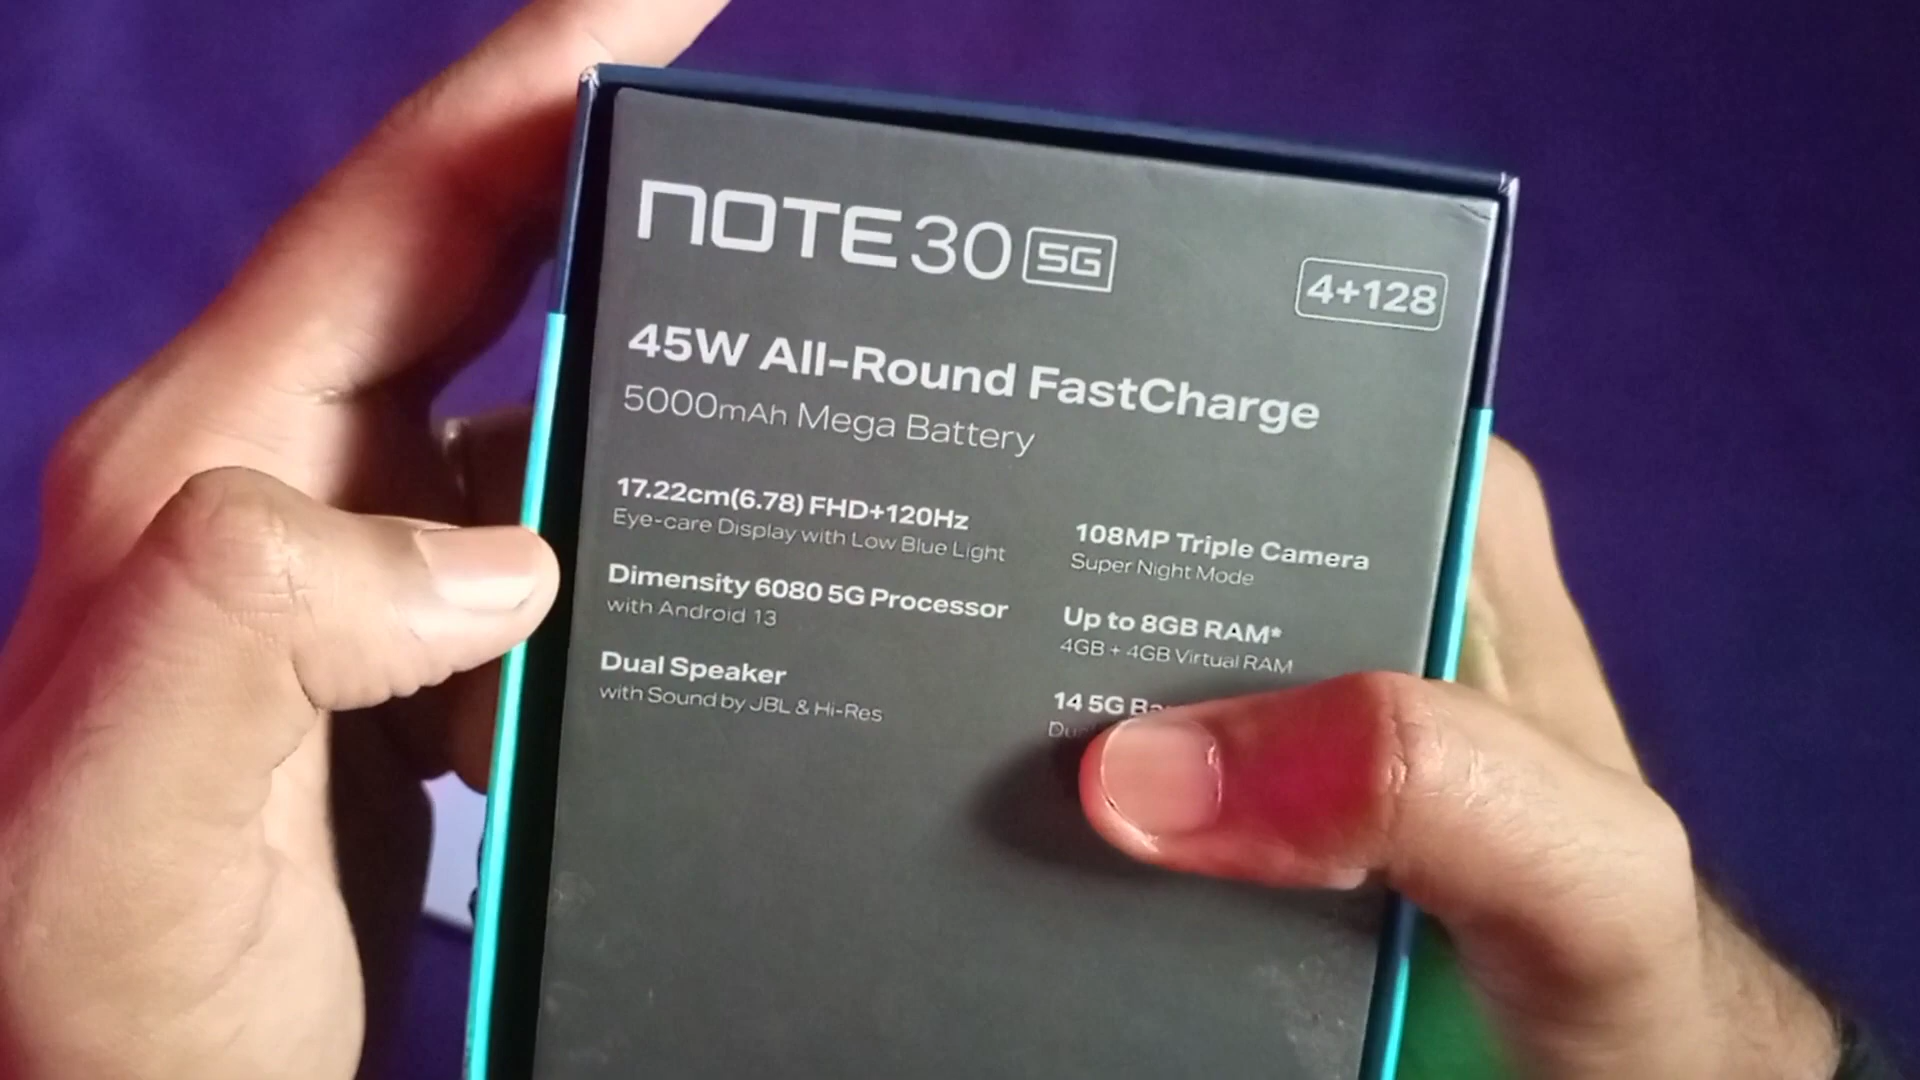 NOTE 30 5G
4+128
45W All-Round FastCharge
5000mAh Mega Battery
17.22cm(6.78) FHD+120Hz
Eye-care Display with Low Blue Light
Dimensity 6080 5G Processor
with Android 13
Dual Speaker
with Sound by JBL & Hi-Res
108MP Triple Camera
Super Night Mode
Up to 8GB RAM*
4GB + 4GB Virtual RAM
14 5G